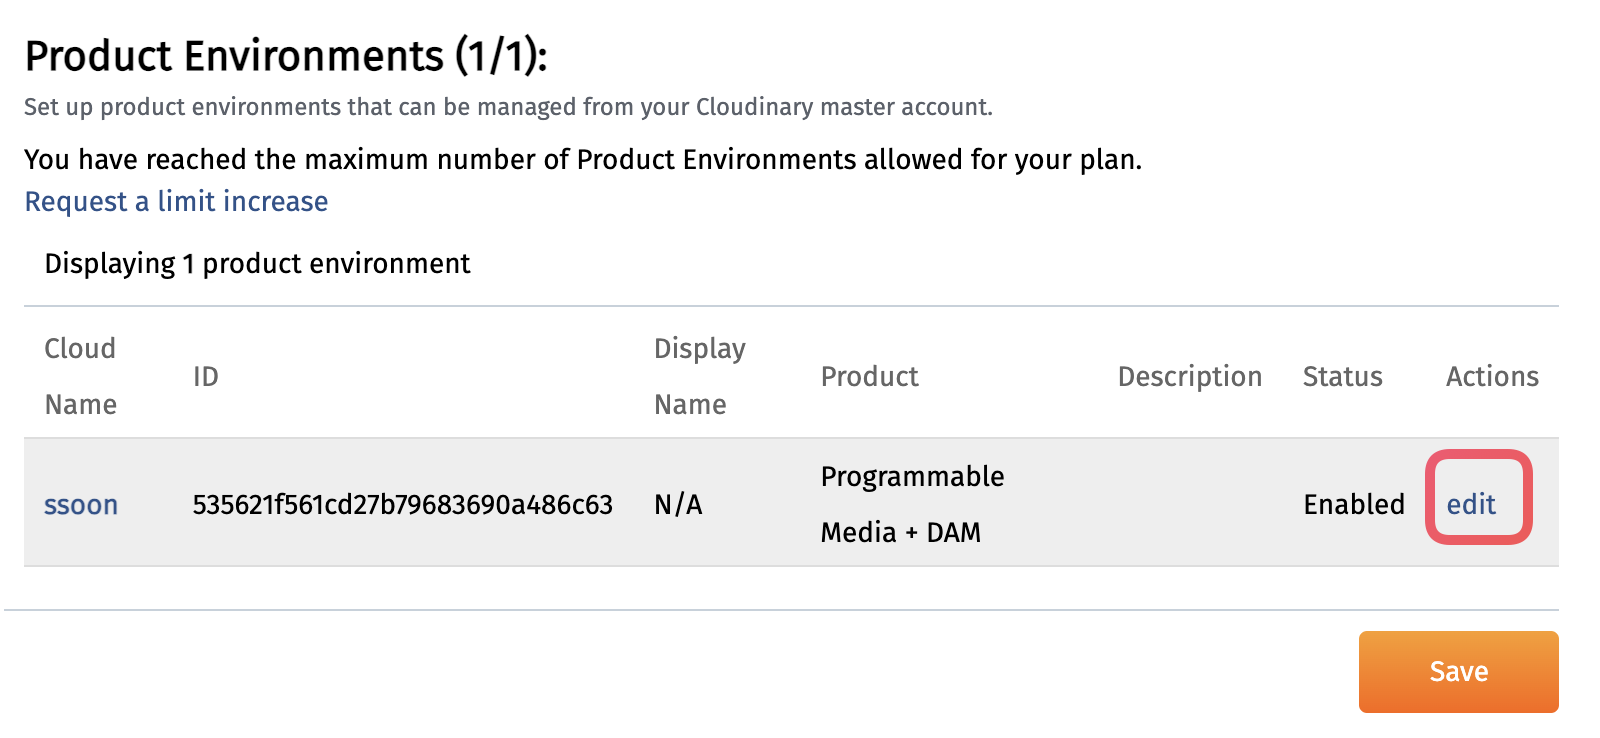 Product Environments (1/1):
Set up product environments that can be managed from your Cloudinary master account.
You have reached the maximum number of Product Environments allowed for your plan.
Request a limit increase
Displaying 1 product environment
Cloud Name ID Display Name Product Description Status Actions
ssoon 535621f561cd27b79683690a486c63 N/A Programmable Media + DAM Enabled edit
Save